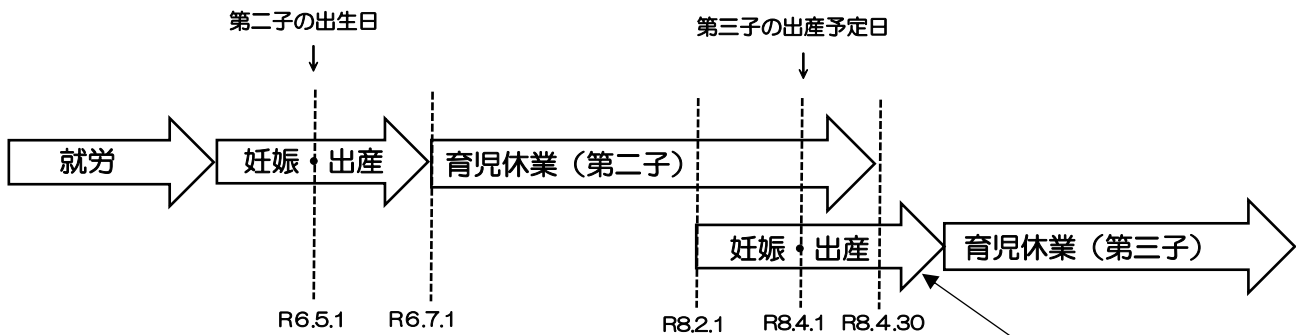 第二子の出生日
第三子の出産予定日
就労
妊娠・出産
育児休業（第二子）
妊娠・出産
育児休業（第三子）
R6.5.1
R6.7.1
R8.2.1
R8.4.1
R8.4.30